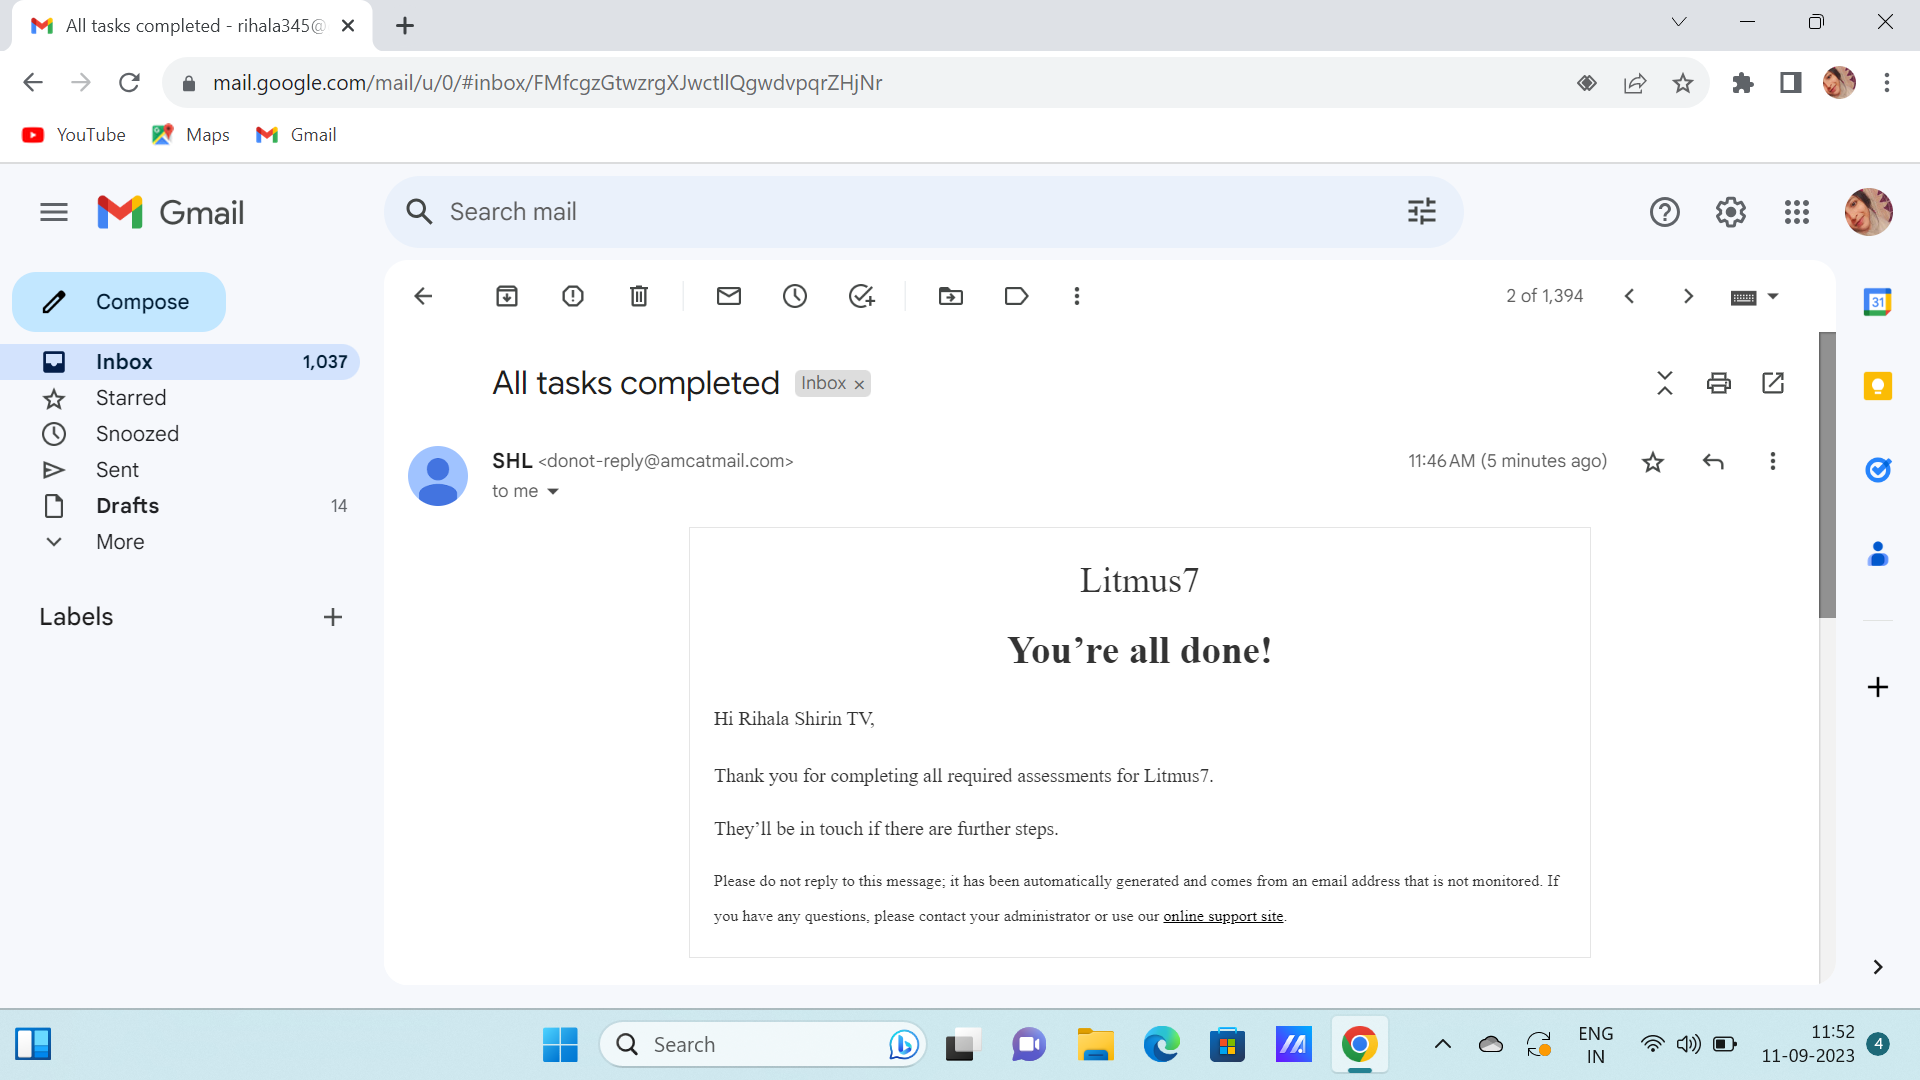 All tasks completed - rihala345@
mail.google.com/mail/u/0/#inbox/FMfcgzGtwzrgXJwctllQgwdvpqrZHjNr
YouTube Maps Gmail
Gmail
Search mail
Compose
2 of 1,394
Inbox 1,037
Starred
Snoozed
Sent
Drafts 14
More
Labels
All tasks completed Inbox ×
SHL <donot-reply@amcatmail.com>
11:46 AM (5 minutes ago)
to me
Litmus7
You’re all done!
Hi Rihala Shirin TV,
Thank you for completing all required assessments for Litmus7.
They’ll be in touch if there are further steps.
Please do not reply to this message; it has been automatically generated and comes from an email address that is not monitored. If
you have any questions, please contact your administrator or use our online support site.
31
Search
ENG
IN
11:52
11-09-2023
4